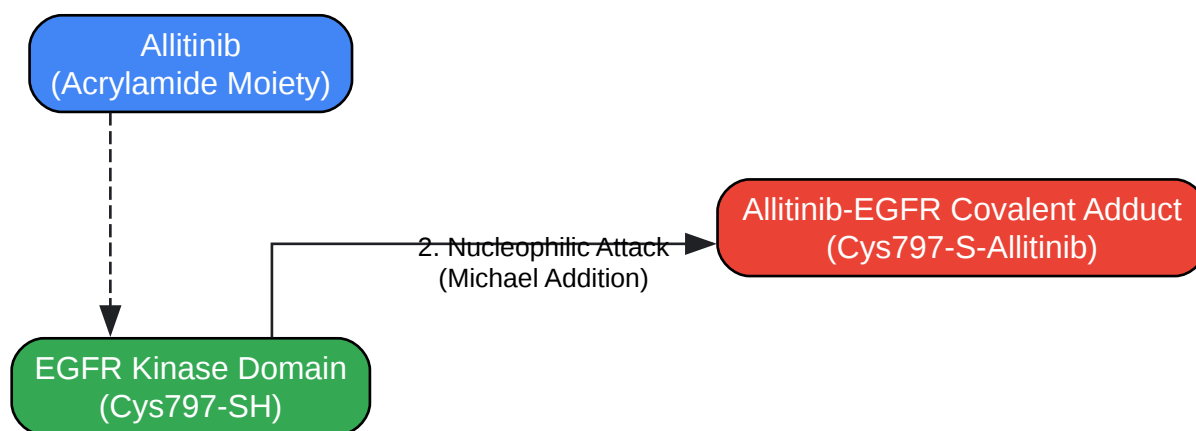 Allitinib
(Acrylamide Moiety)
Allitinib-EGFR Covalent Adduct
(Cys797-S-Allitinib)
2. Nucleophilic Attack
(Michael Addition)
EGFR Kinase Domain
(Cys797-SH)